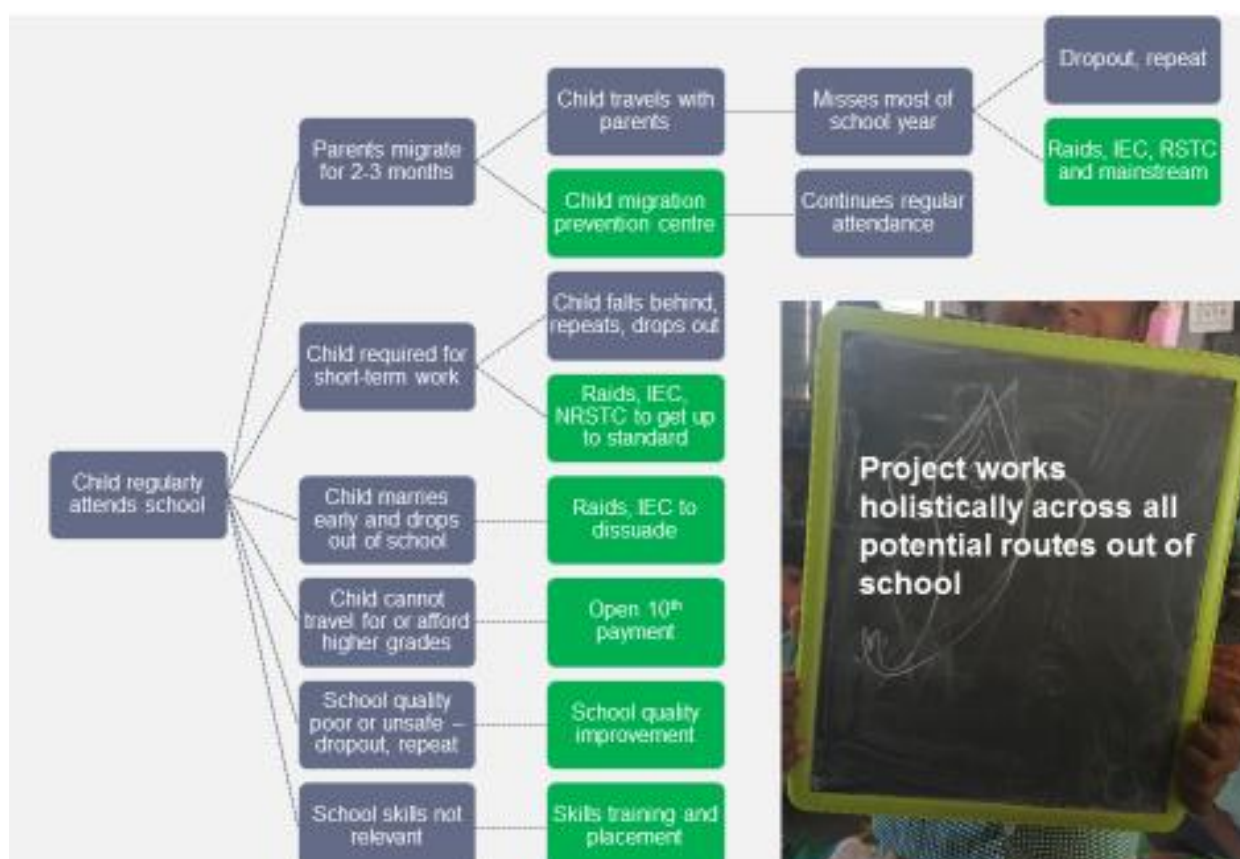 Child regularly
attends school
Parents migrate
for 2-3 months
Child travels with
parents
Misses most of
school year
Dropout, repeat
Raids, IEC, RSTC
and mainstream
Child migration
prevention centre
Continues regular
attendance
Child required for
short-term work
Child falls behind,
repeats, drops out
Raids, IEC,
NRSTC to get up
to standard
Child marries
early and drops
out of school
Raids, IEC to
dissuade
Child cannot
travel for or afford
higher grades
Open 10th
payment
School quality
poor or unsafe –
dropout, repeat
School quality
improvement
School skills not
relevant
Skills training and
placement
Project works
holistically across all
potential routes out of
school